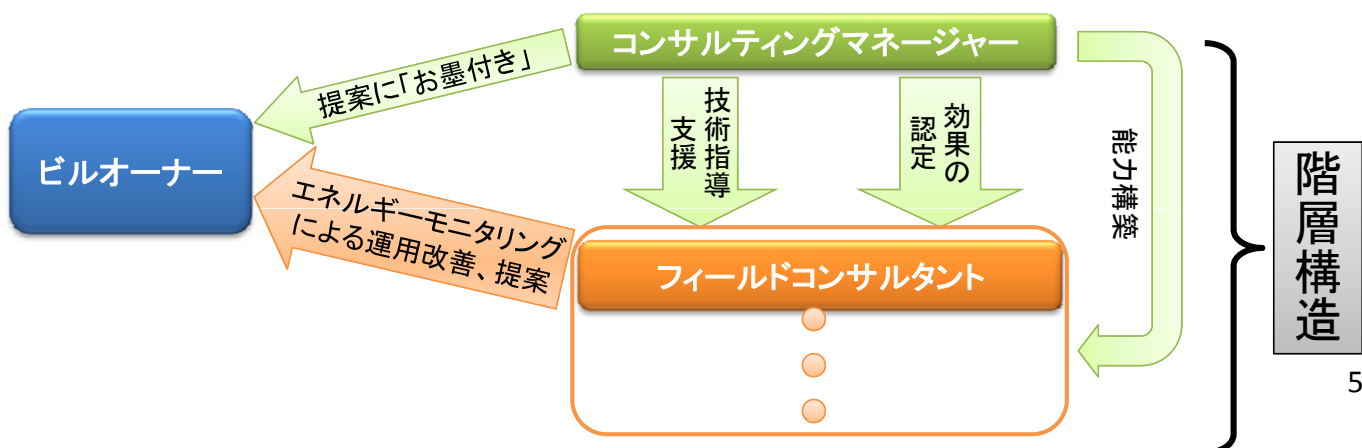 コンサルティングマネージャー
提案に「お墨付き」
ビルオーナー
技術指導
支援
効果の
認定
能力構築
エネルギーモニタリング
による運用改善、提案
フィールドコンサルタント
階層構造
5